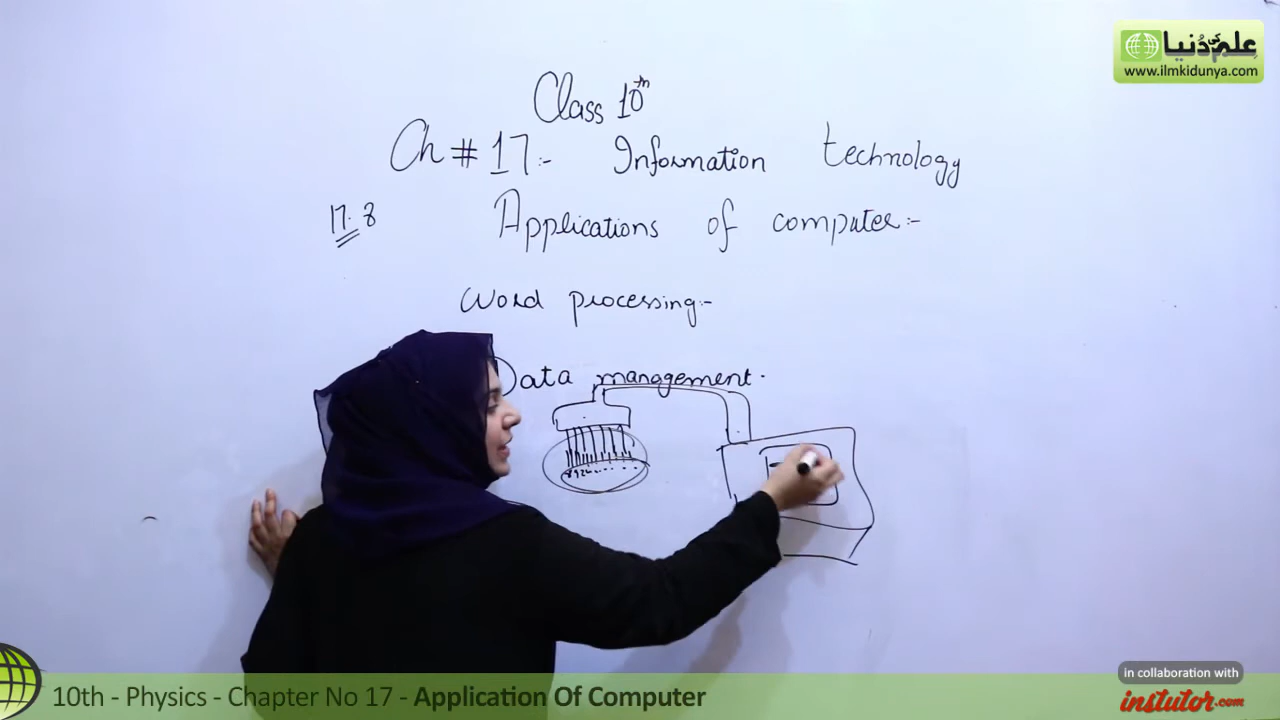 علم کی دُنیا
www.ilmkidunya.com
Class 10th
Ch # 17:- Information technology
17.8 Applications of computer:-
Word processing:-
Data management.
in collaboration with
instutor.com
10th - Physics - Chapter No 17 - Application Of Computer